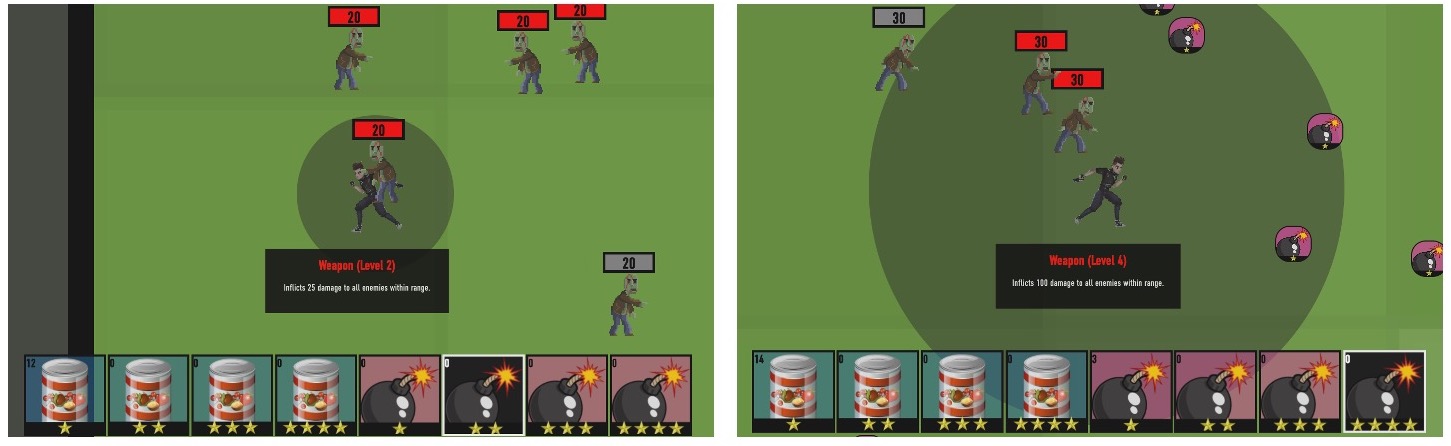 20
20
20
20
20
Weapon (Level 2)
Inflicts 25 damage to all enemies within range.
12 0 0 0 0 0 0 0
30
30
30
Weapon (Level 4)
Inflicts 100 damage to all enemies within range.
14 0 0 0 3 0 0 0